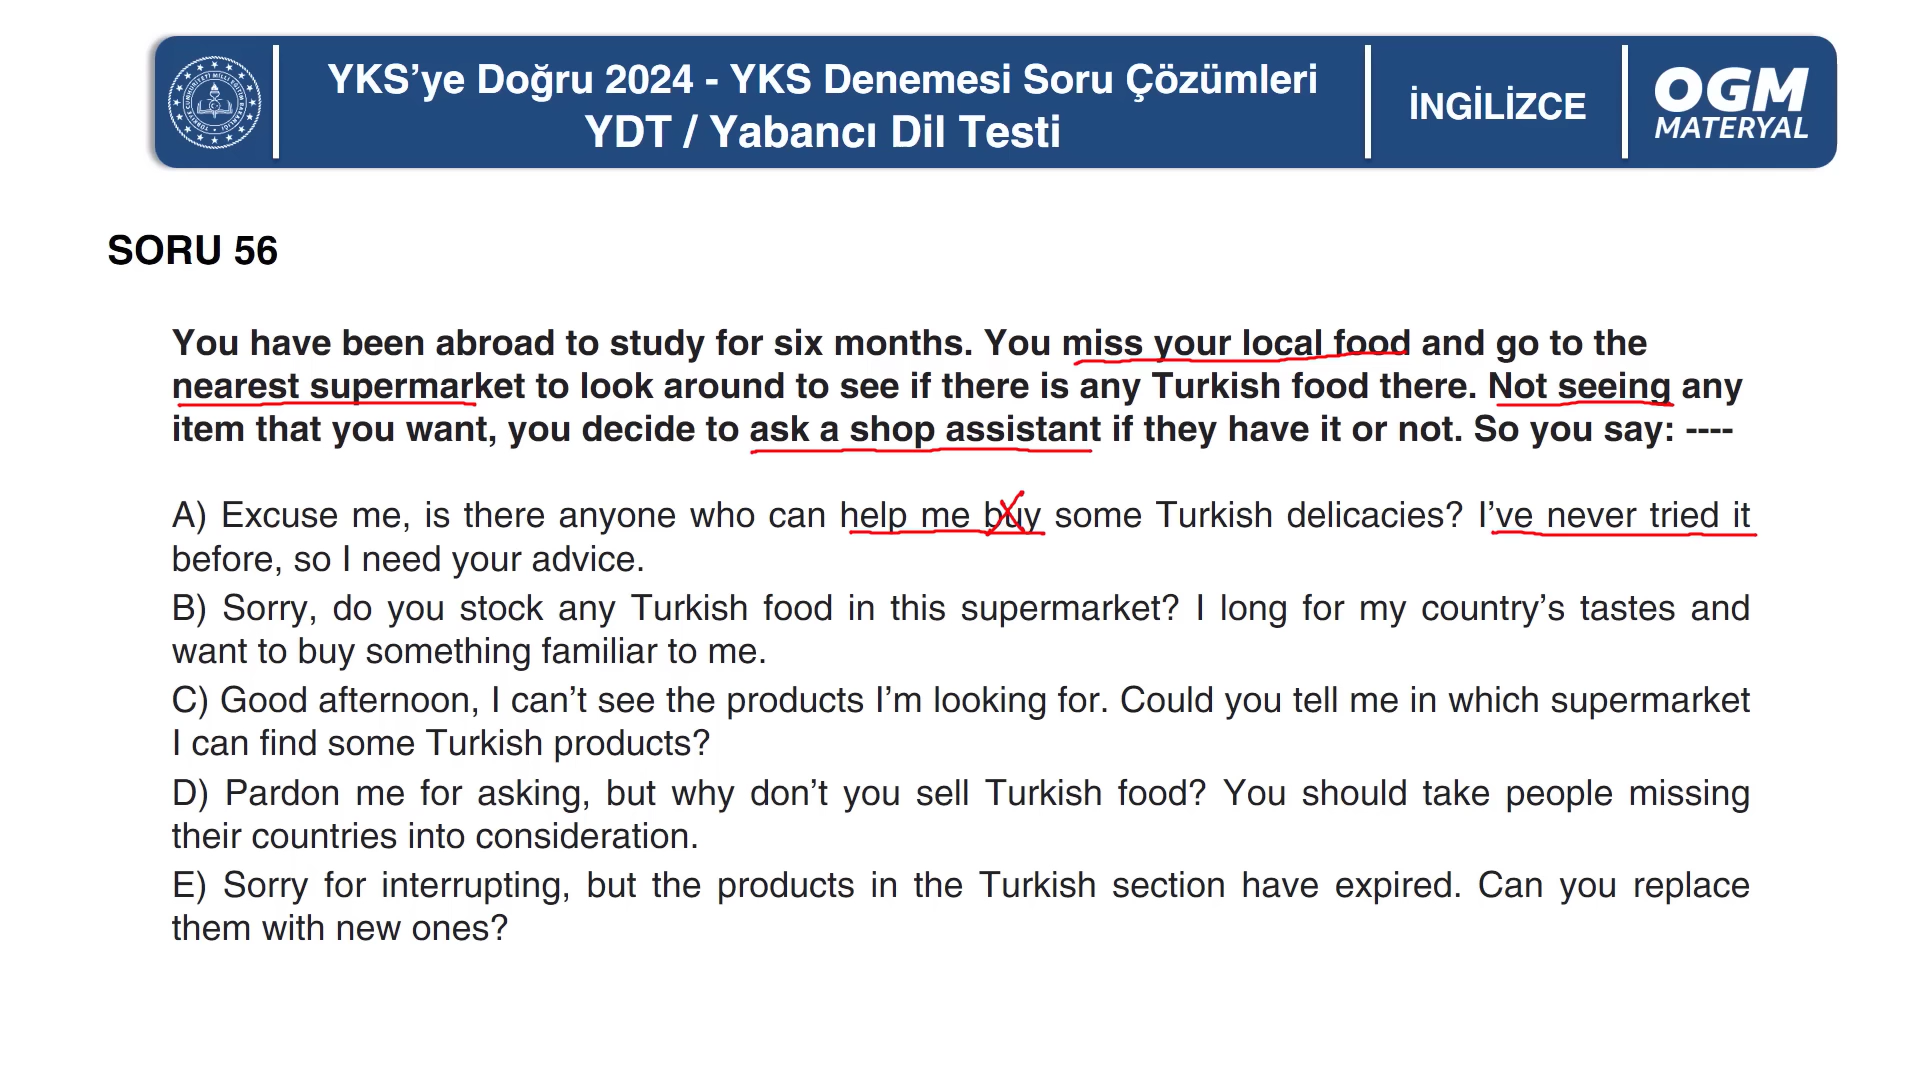 YKS'ye Doğru 2024 - YKS Denemesi Soru Çözümleri
YDT / Yabancı Dil Testi
İNGİLİZCE
OGM
MATERYAL
SORU 56
You have been abroad to study for six months. You miss your local food and go to the
nearest supermarket to look around to see if there is any Turkish food there. Not seeing any
item that you want, you decide to ask a shop assistant if they have it or not. So you say: ----
A) Excuse me, is there anyone who can help me buy some Turkish delicacies? I've never tried it
before, so I need your advice.
B) Sorry, do you stock any Turkish food in this supermarket? I long for my country's tastes and
want to buy something familiar to me.
C) Good afternoon, I can't see the products I'm looking for. Could you tell me in which supermarket
I can find some Turkish products?
D) Pardon me for asking, but why don't you sell Turkish food? You should take people missing
their countries into consideration.
E) Sorry for interrupting, but the products in the Turkish section have expired. Can you replace
them with new ones?